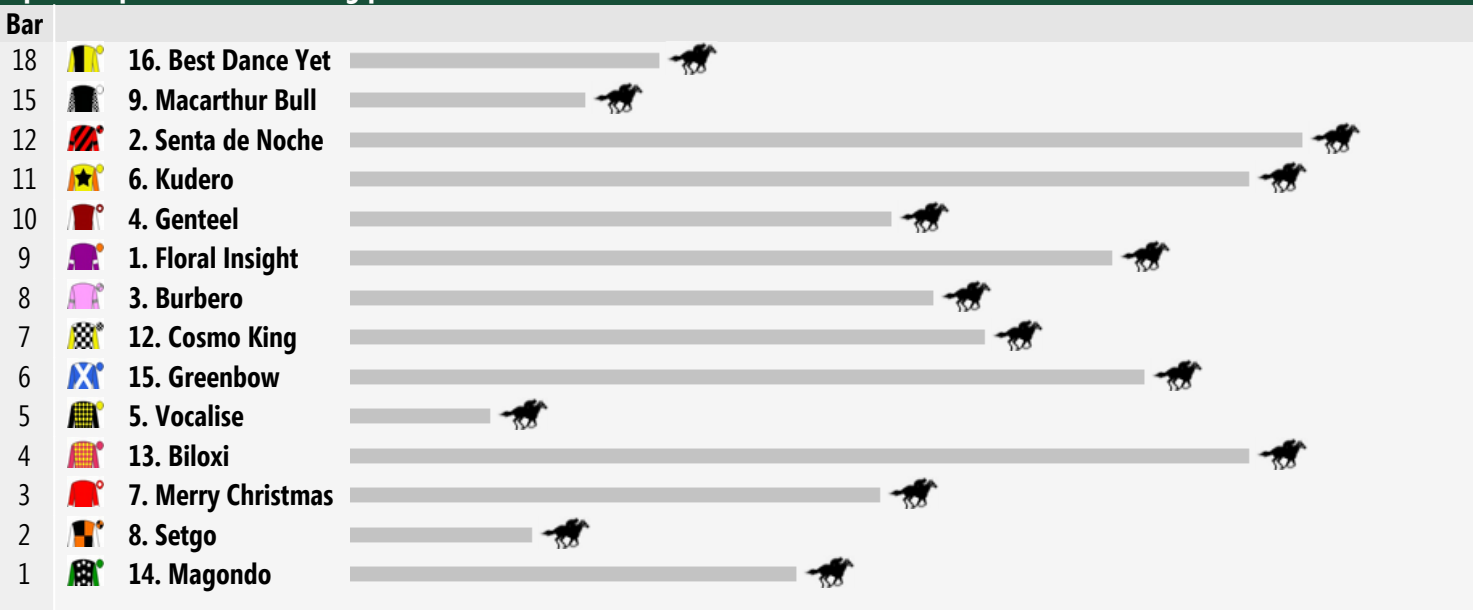 Bar
18 16. Best Dance Yet
15 9. Macarthur Bull
12 2. Senta de Noche
11 6. Kudero
10 4. Genteel
9 1. Floral Insight
8 3. Burbero
7 12. Cosmo King
6 15. Greenbow
5 5. Vocalise
4 13. Biloxi
3 7. Merry Christmas
2 8. Setgo
1 14. Magondo